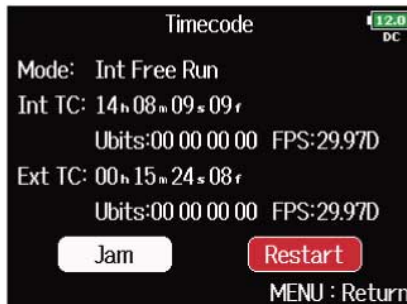 Timecode
12.0
DC
Mode: Int Free Run
Int TC: 14h08m09s09f
Ubits:00 00 00 00 FPS:29.97D
Ext TC: 00h15m24s08f
Ubits:00 00 00 00 FPS:29.97D
Jam Restart
MENU : Return